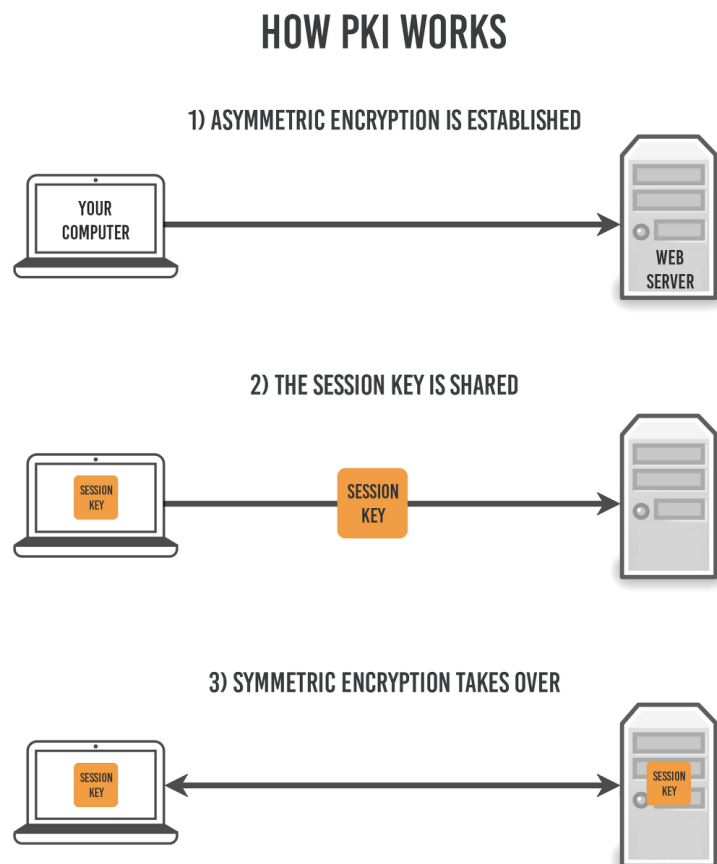 HOW PKI WORKS
1) ASYMMETRIC ENCRYPTION IS ESTABLISHED
YOUR
COMPUTER
WEB
SERVER
2) THE SESSION KEY IS SHARED
SESSION
KEY
SESSION
KEY
3) SYMMETRIC ENCRYPTION TAKES OVER
SESSION
KEY
SESSION
KEY